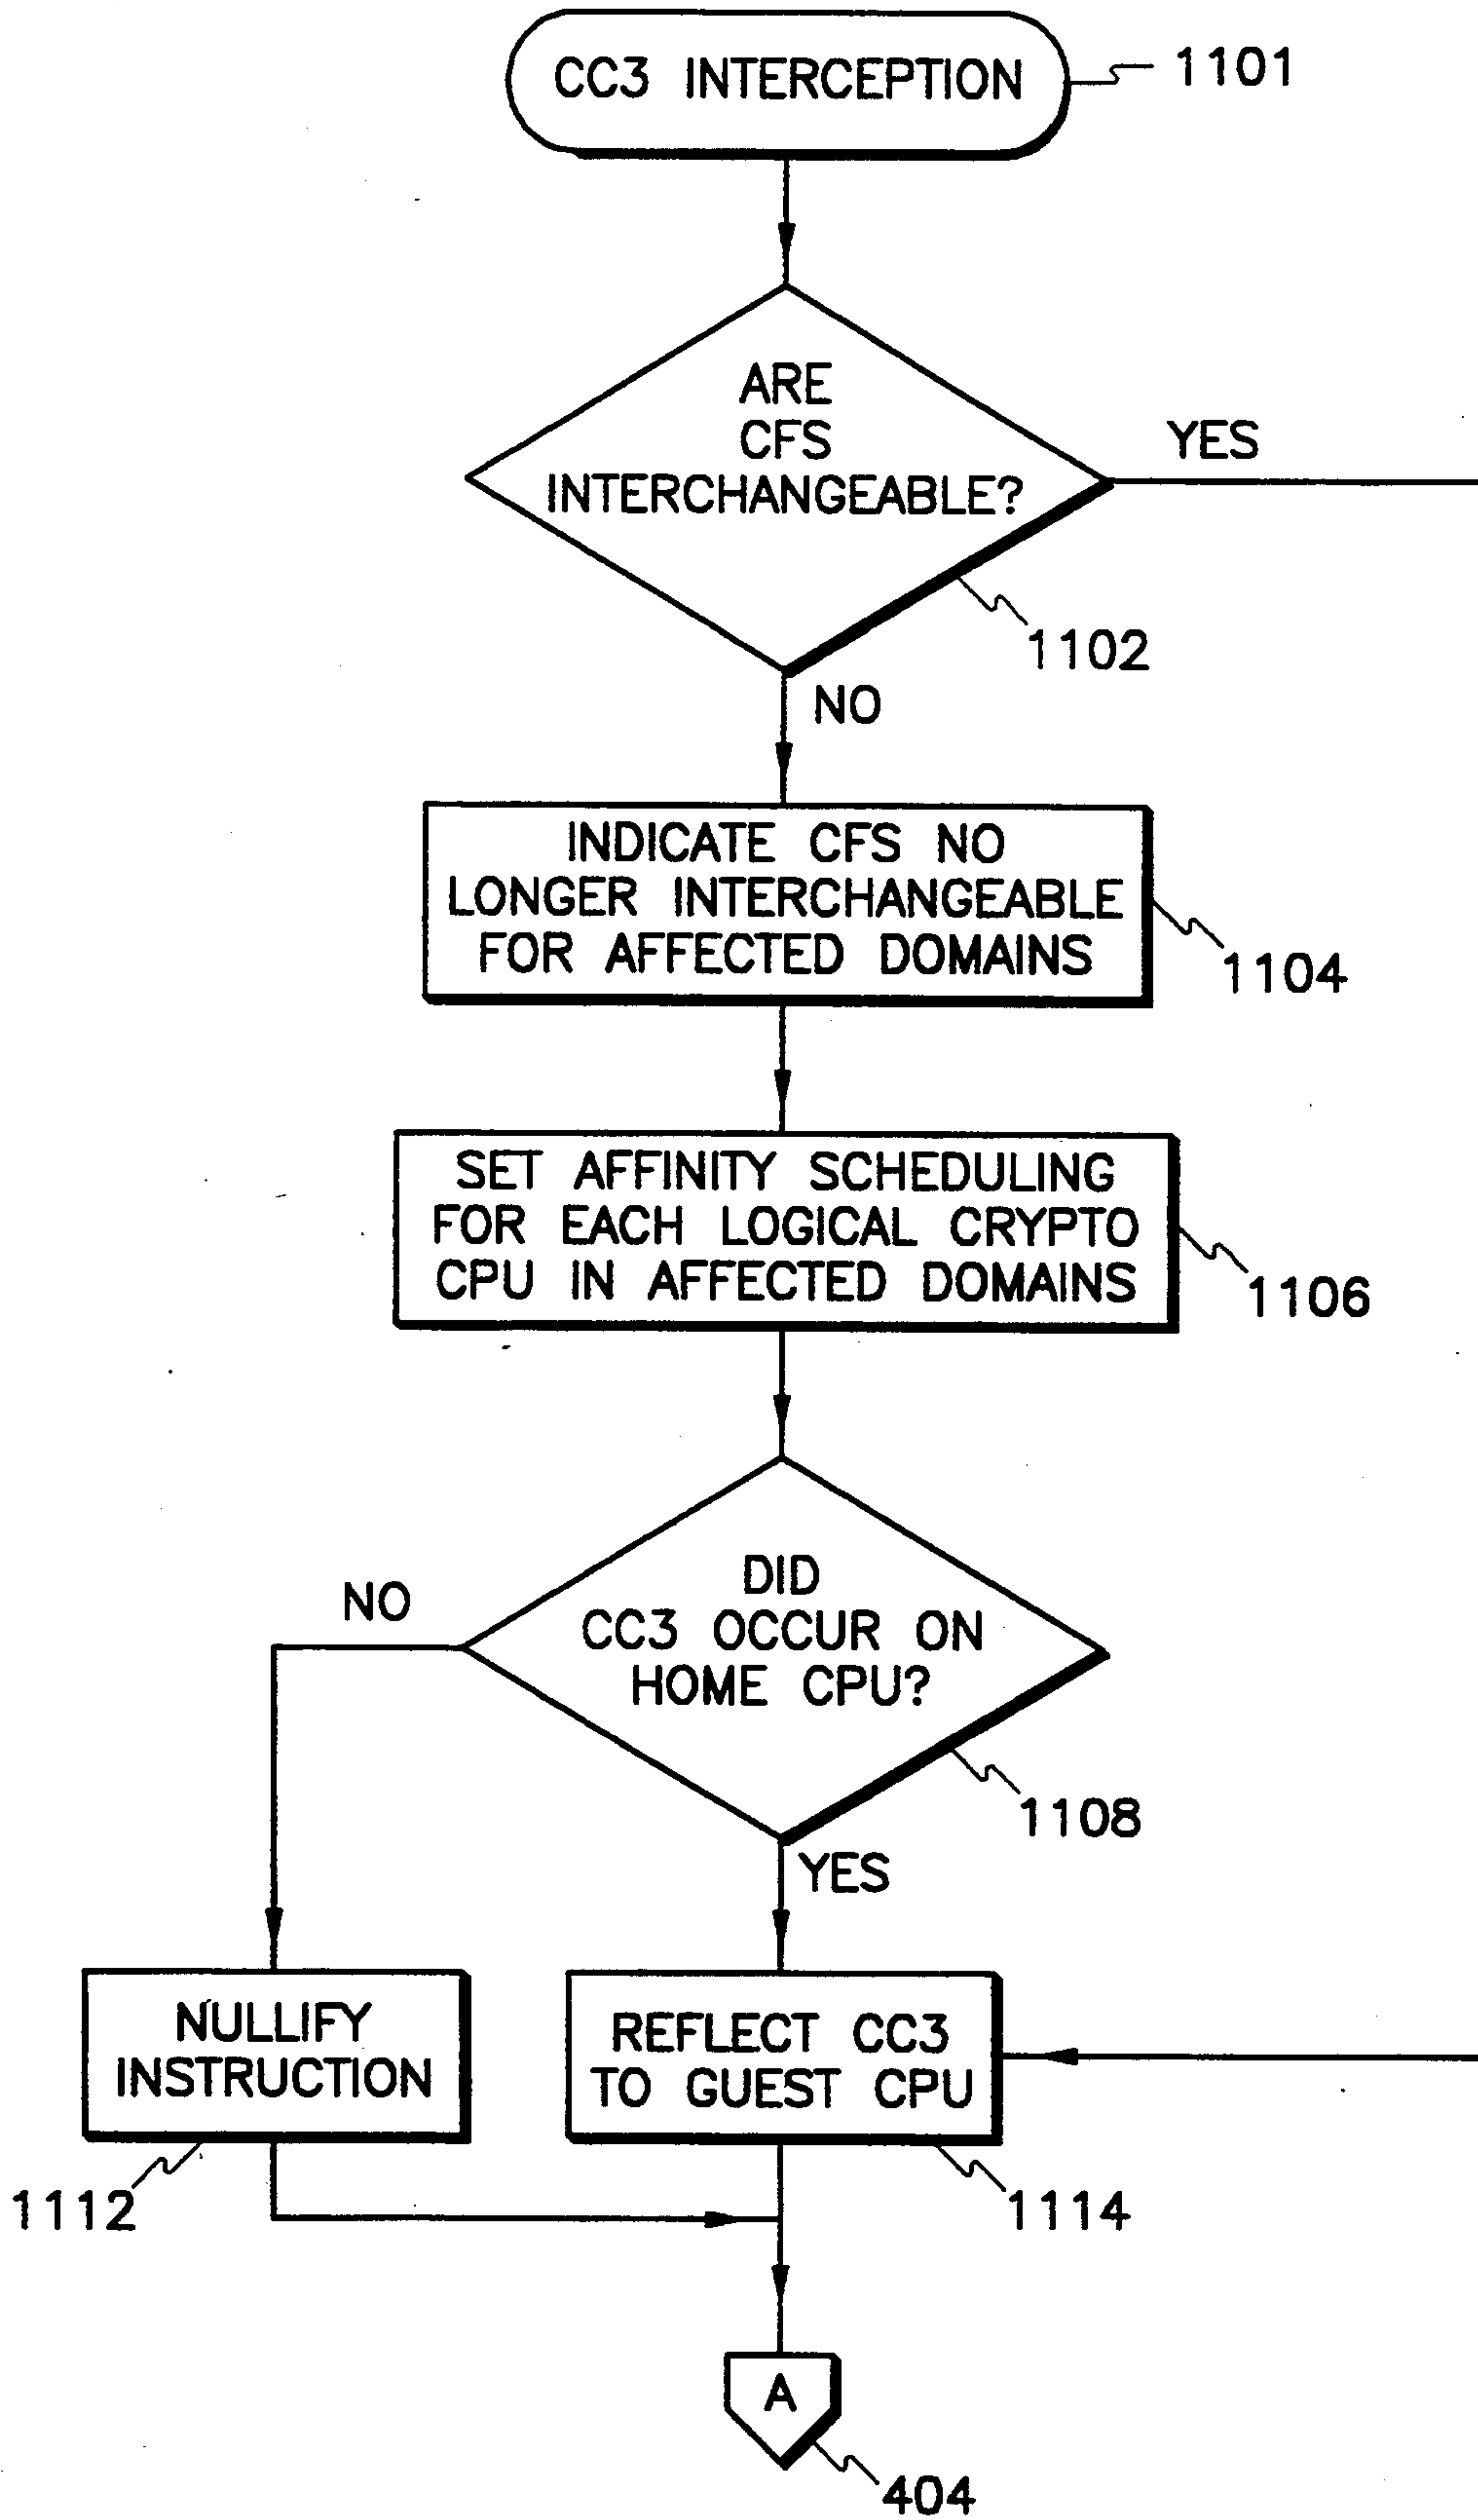 CC3 INTERCEPTION
1101
ARE
CFS
INTERCHANGEABLE?
YES
1102
NO
INDICATE CFS NO
LONGER INTERCHANGEABLE
FOR AFFECTED DOMAINS
1104
SET AFFINITY SCHEDULING
FOR EACH LOGICAL CRYPTO
CPU IN AFFECTED DOMAINS
1106
DID
CC3 OCCUR ON
HOME CPU?
NO
1108
YES
NULLIFY
INSTRUCTION
1112
REFLECT CC3
TO GUEST CPU
1114
A
404